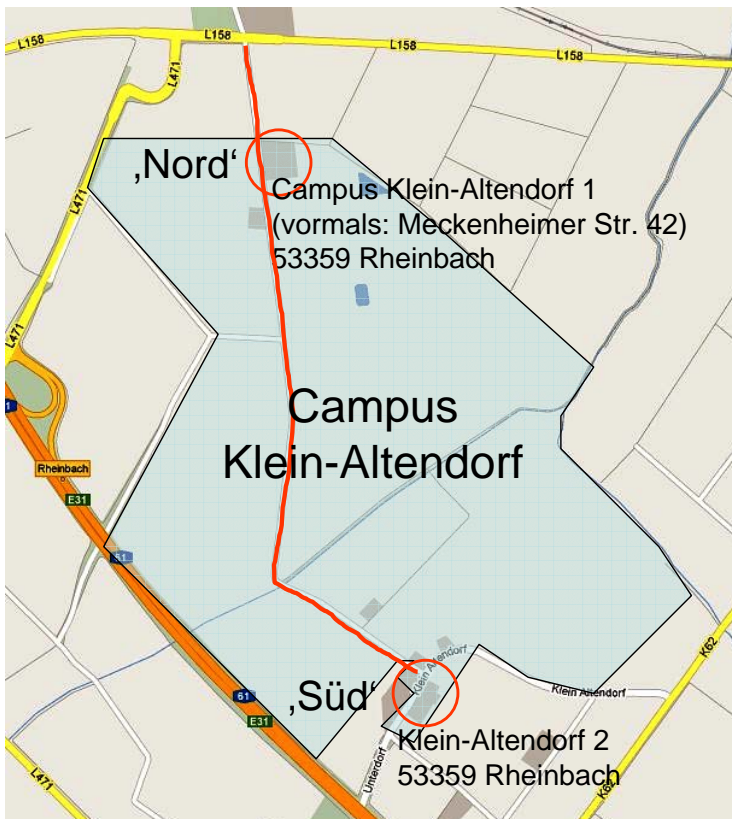 L158
L158
L158
L158
L471
‚Nord‘
Campus Klein-Altendorf 1
(vormals: Meckenheimer Str. 42)
53359 Rheinbach
L471
L471
Campus
Klein-Altendorf
Rheinbach
E31
61
K62
Klein Altendorf
Klein Altendorf
‚Süd‘
61
E31
Klein-Altendorf 2
53359 Rheinbach
Unterdorf
L471
K62